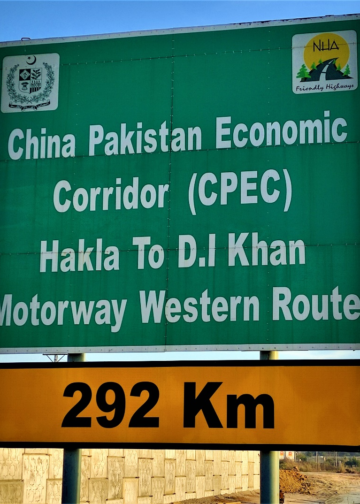 NHA
Friendly Highways
China Pakistan Economic
Corridor (CPEC)
Hakla To D.I Khan
Motorway Western Route
292 Km